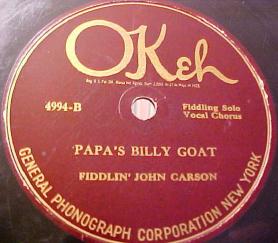 OKeh
4994-B
Fiddling Solo
Vocal Chorus
PAPA'S BILLY GOAT
FIDDLIN' JOHN CARSON
GENERAL PHONOGRAPH CORPORATION NEW YORK